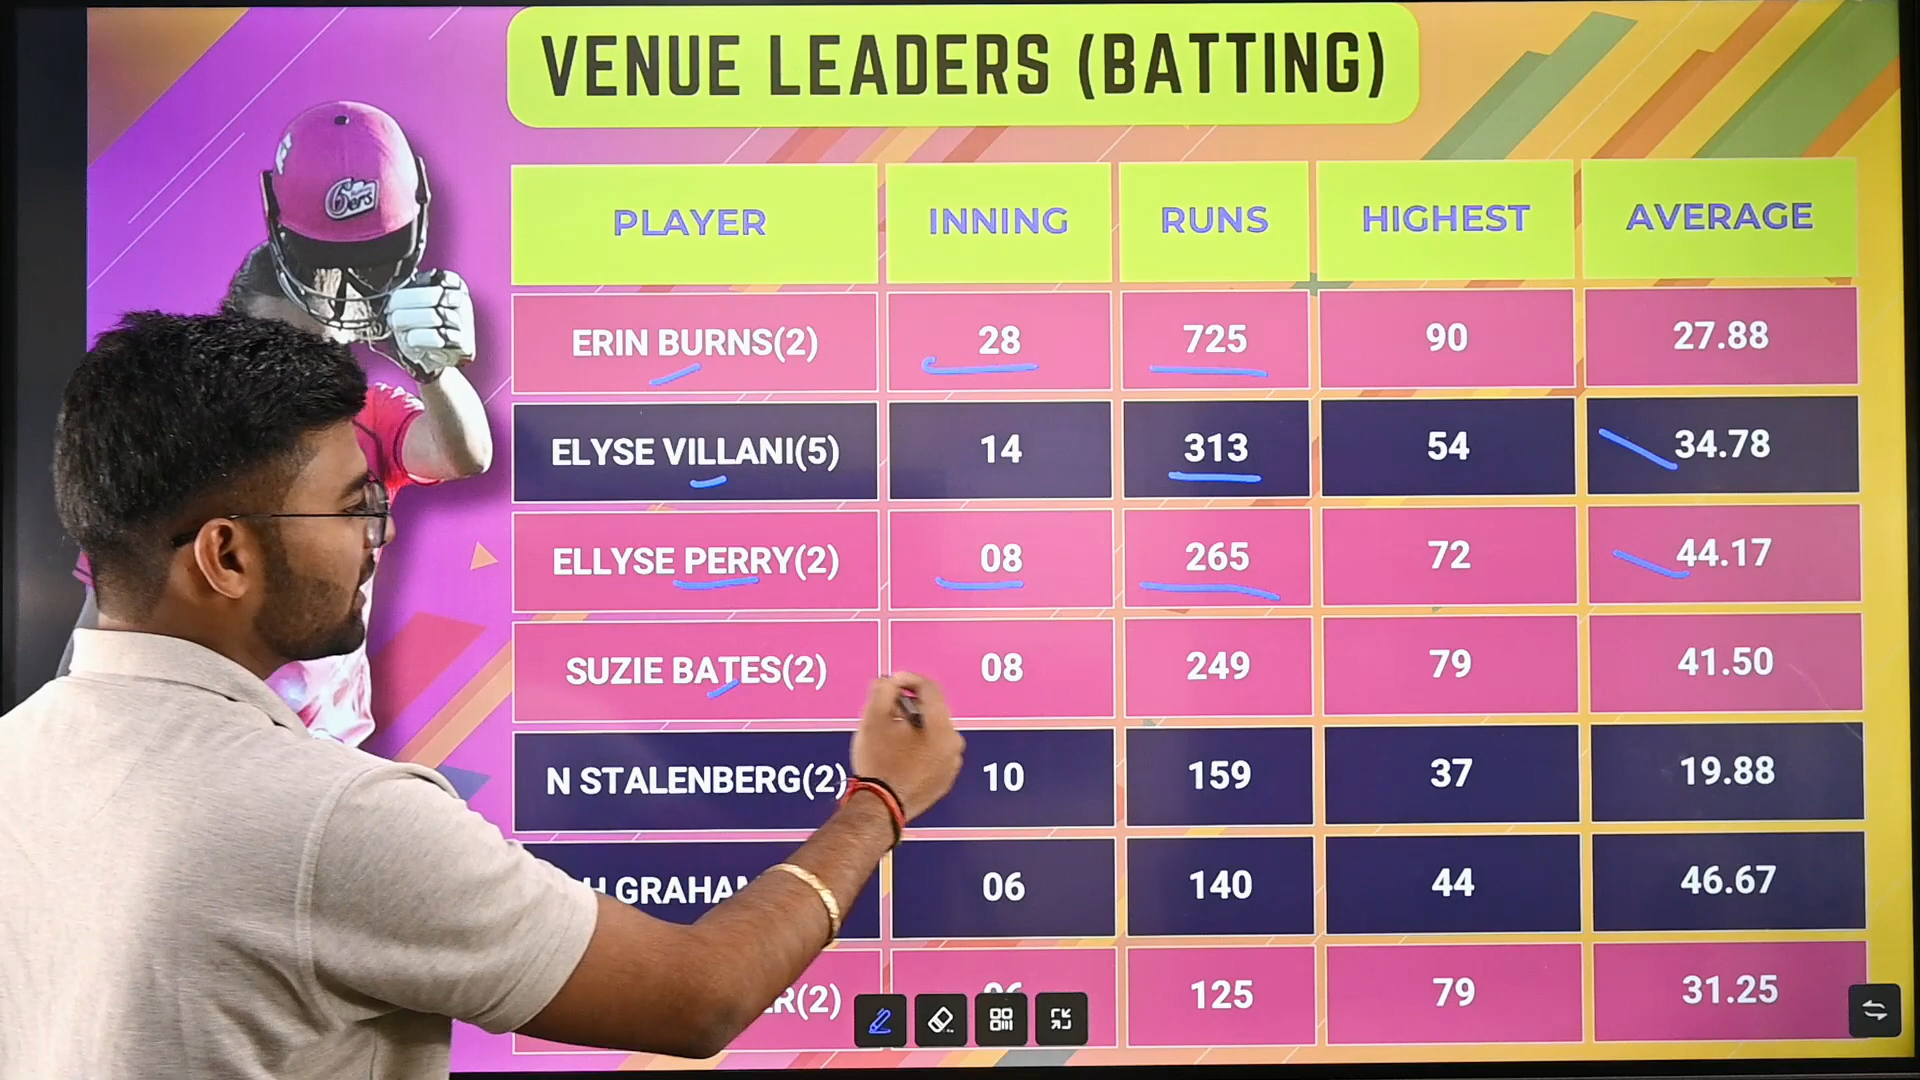 VENUE LEADERS (BATTING)
6ers
PLAYER INNING RUNS HIGHEST AVERAGE
ERIN BURNS(2) 28 725 90 27.88
ELYSE VILLANI(5) 14 313 54 34.78
ELLYSE PERRY(2) 08 265 72 44.17
SUZIE BATES(2) 08 249 79 41.50
N STALENBERG(2) 10 159 37 19.88
06 140 44 46.67
125 79 31.25